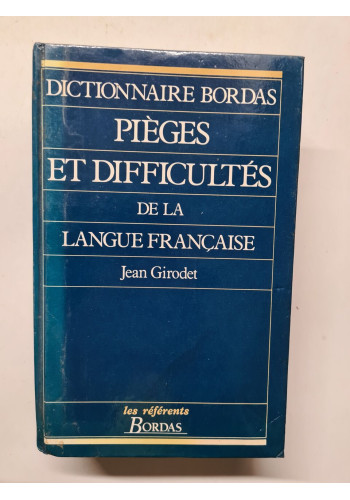 DICTIONNAIRE BORDAS
PIÈGES
ET DIFFICULTÉS
DE LA
LANGUE FRANÇAISE
Jean Girodet
les référents
BORDAS